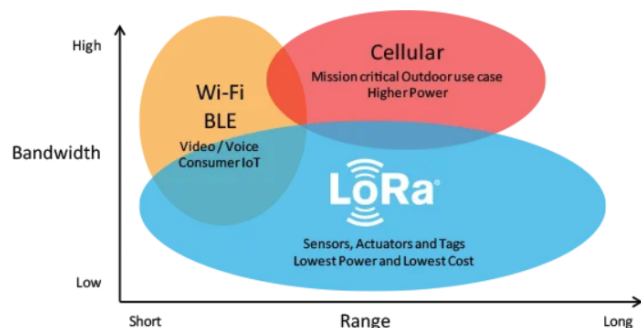 High
Cellular
Mission critical Outdoor use case
Higher Power
Wi-Fi
BLE
Video / Voice
Consumer IoT
Bandwidth
LoRa®
Sensors, Actuators and Tags
Lowest Power and Lowest Cost
Low
Short
Range
Long